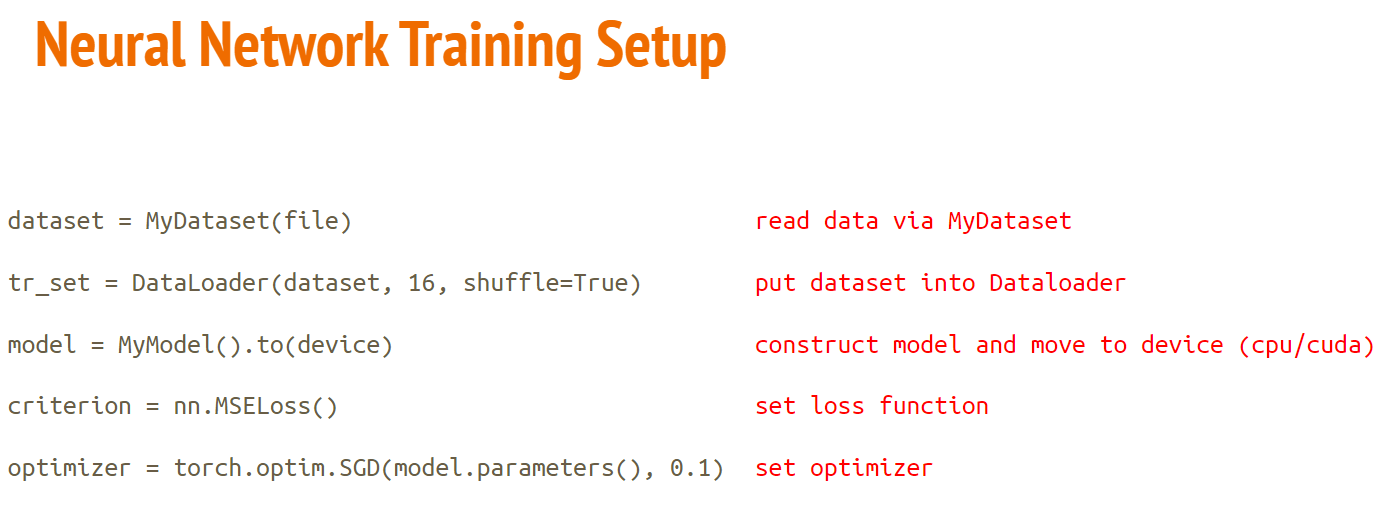 Neural Network Training Setup
dataset = MyDataset(file) read data via MyDataset
tr_set = DataLoader(dataset, 16, shuffle=True) put dataset into Dataloader
model = MyModel().to(device) construct model and move to device (cpu/cuda)
criterion = nn.MSELoss() set loss function
optimizer = torch.optim.SGD(model.parameters(), 0.1) set optimizer